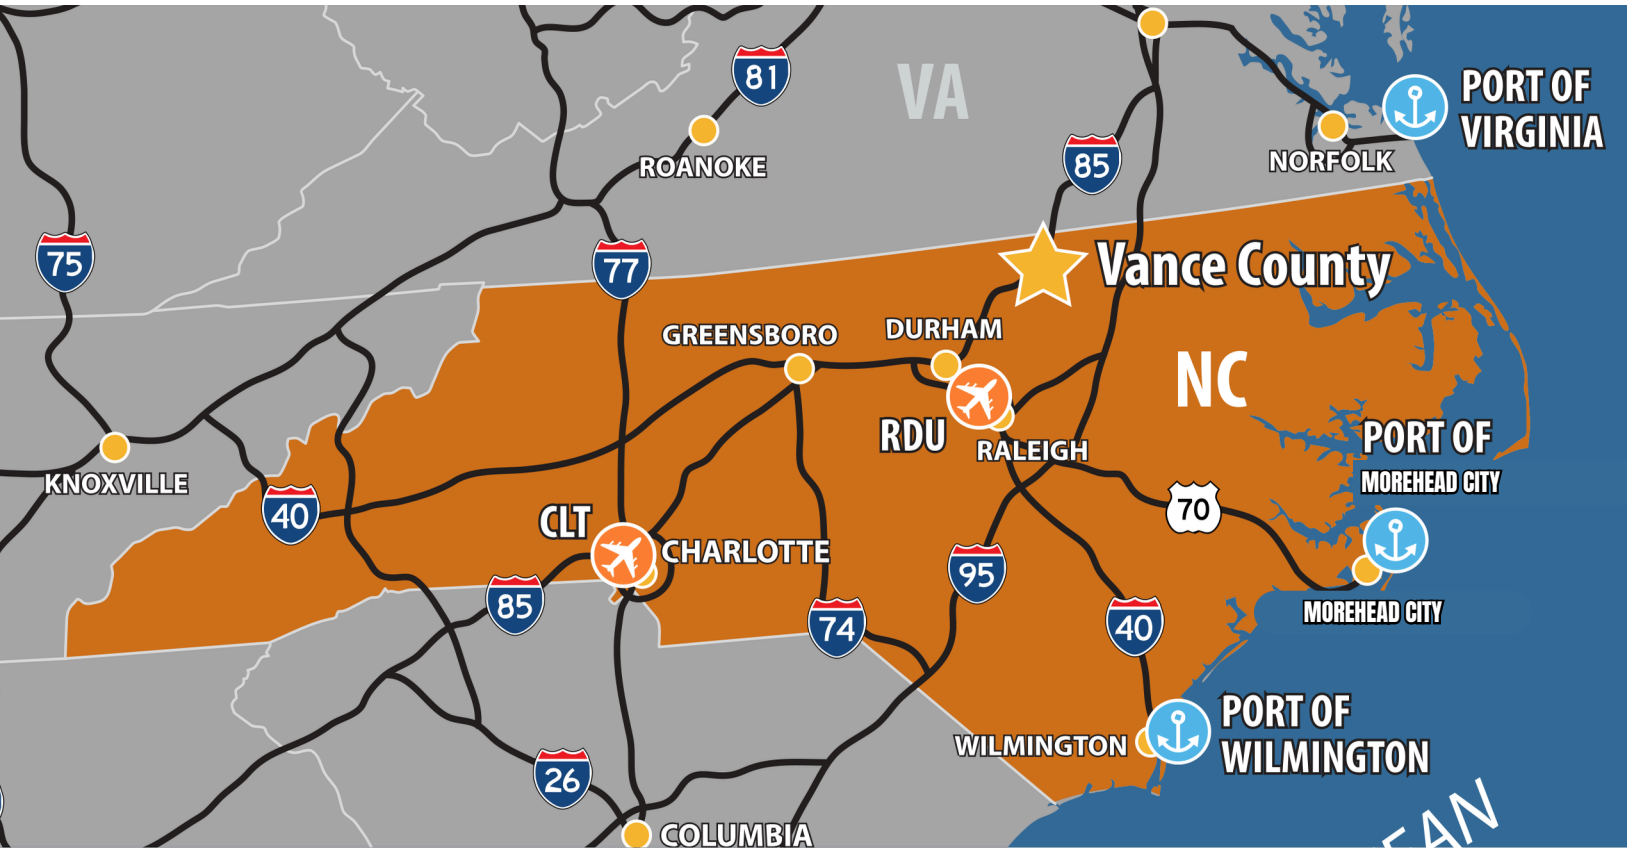 81
VA
PORT OF
VIRGINIA
85
NORFOLK
ROANOKE
75
77
Vance County
GREENSBORO
DURHAM
NC
RDU
RALEIGH
PORT OF
MOREHEAD CITY
KNOXVILLE
40
70
CLT
CHARLOTTE
95
85
74
40
MOREHEAD CITY
WILMINGTON
PORT OF
WILMINGTON
26
COLUMBIA
EAN